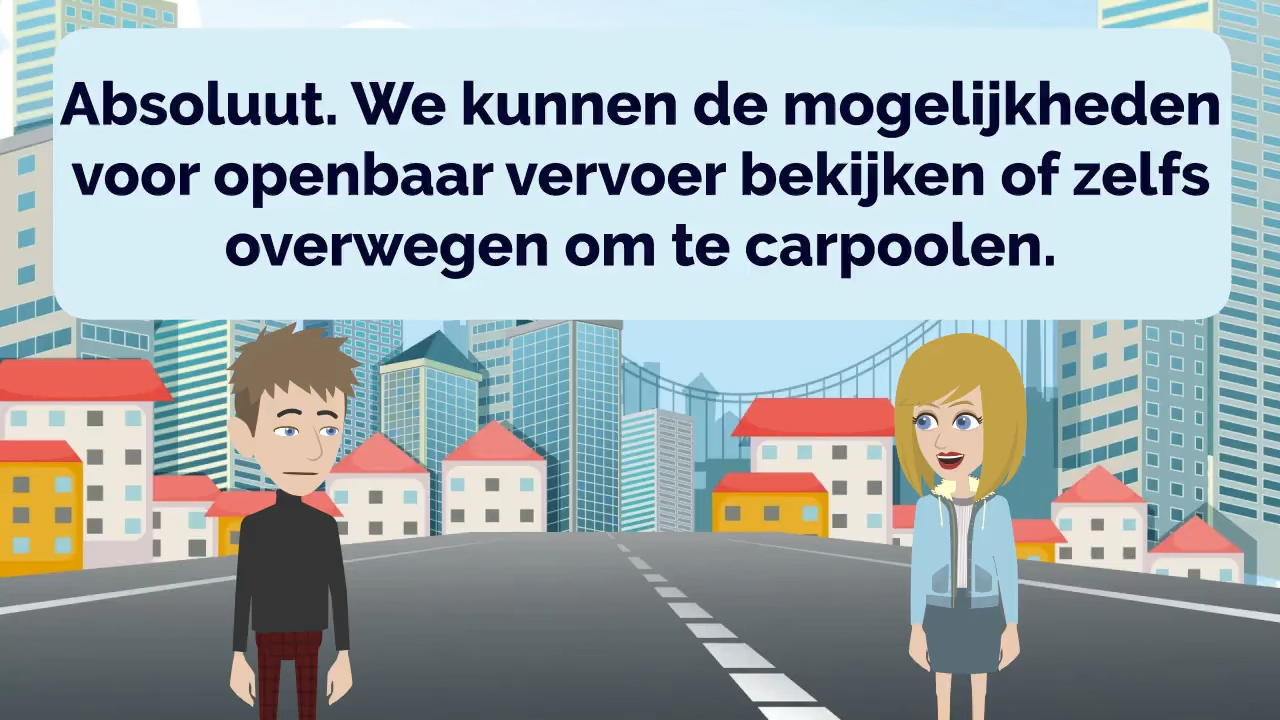 Absoluut. We kunnen de mogelijkheden
voor openbaar vervoer bekijken of zelfs
overwegen om te carpoolen.